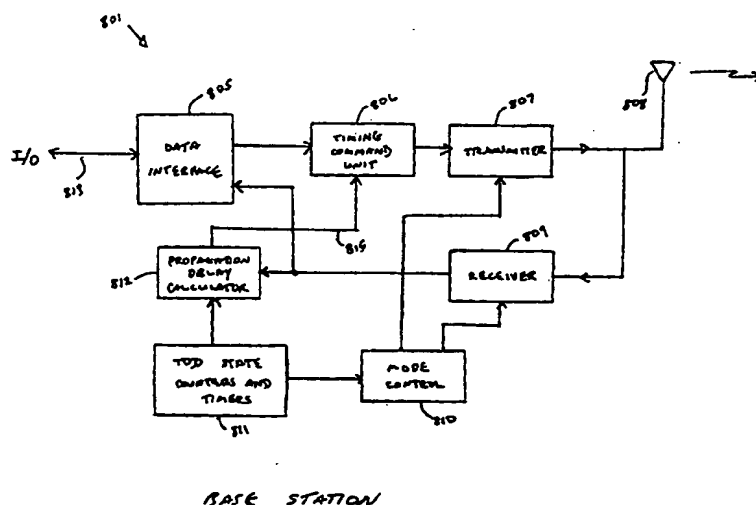 801
805
806
807
808
I/O
DATA
INTERFACE
TIMING
COMMAND
UNIT
TRANSMITTER
813
815
809
812
PROPAGATION
DELAY
CALCULATOR
RECEIVER
TDD STATE
COUNTERS AND
TIMERS
MODE
CONTROL
811
810
BASE STATION